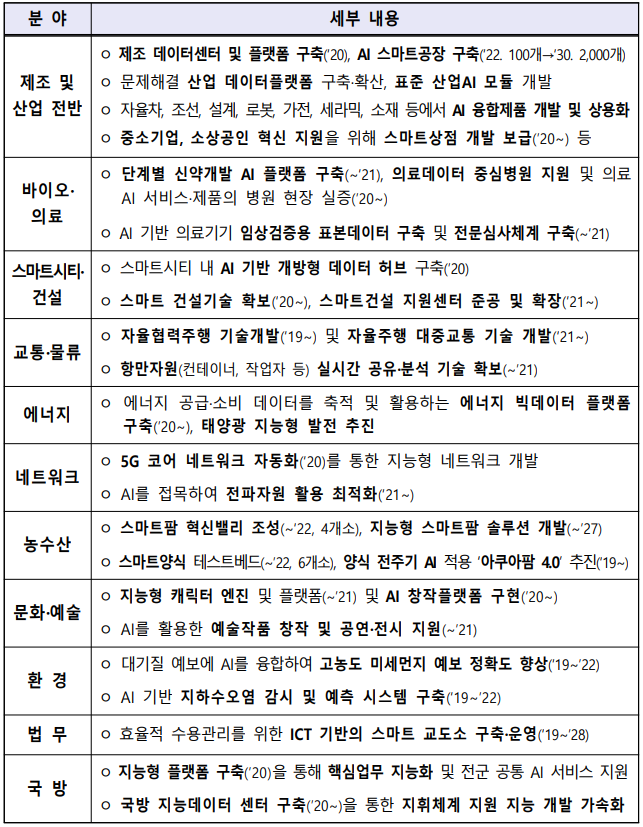 분 야 세부 내용
제조 및
산업 전반
ㅇ 제조 데이터센터 및 플랫폼 구축('20), AI 스마트공장 구축('22. 100개→'30. 2,000개)
ㅇ 문제해결 산업 데이터플랫폼 구축·확산, 표준 산업AI 모듈 개발
ㅇ 자율차, 조선, 설계, 로봇, 가전, 세라믹, 소재 등에서 AI 융합제품 개발 및 상용화
ㅇ 중소기업, 소상공인 혁신 지원을 위해 스마트상점 개발 보급('20~) 등
바이오·
의료
ㅇ 단계별 신약개발 AI 플랫폼 구축(~'21), 의료데이터 중심병원 지원 및 의료
AI 서비스·제품의 병원 현장 실증('20~)
ㅇ AI 기반 의료기기 임상검증용 표본데이터 구축 및 전문심사체계 구축(~'21)
스마트시티·
건설
ㅇ 스마트시티 내 AI 기반 개방형 데이터 허브 구축('20)
ㅇ 스마트 건설기술 확보('20~), 스마트건설 지원센터 준공 및 확장('21~)
교통·물류
ㅇ 자율협력주행 기술개발('19~) 및 자율주행 대중교통 기술 개발('21~)
ㅇ 항만자원(컨테이너, 작업자 등) 실시간 공유·분석 기술 확보(~'21)
에너지
ㅇ 에너지 공급·소비 데이터를 축적 및 활용하는 에너지 빅데이터 플랫폼
구축('20~), 태양광 지능형 발전 추진
네트워크
ㅇ 5G 코어 네트워크 자동화('20)를 통한 지능형 네트워크 개발
ㅇ AI를 접목하여 전파자원 활용 최적화('21~)
농수산
ㅇ 스마트팜 혁신밸리 조성(~'22, 4개소), 지능형 스마트팜 솔루션 개발(~'27)
ㅇ 스마트양식 테스트베드(~'22, 6개소), 양식 전주기 AI 적용 '아쿠아팜 4.0' 추진('19~)
문화·예술
ㅇ 지능형 캐릭터 엔진 및 플랫폼(~'21) 및 AI 창작플랫폼 구현('20~)
ㅇ AI를 활용한 예술작품 창작 및 공연·전시 지원(~'21)
환 경
ㅇ 대기질 예보에 AI를 융합하여 고농도 미세먼지 예보 정확도 향상('19~'22)
ㅇ AI 기반 지하수오염 감시 및 예측 시스템 구축('19~'22)
법 무
ㅇ 효율적 수용관리를 위한 ICT 기반의 스마트 교도소 구축·운영('19~'28)
국 방
ㅇ 지능형 플랫폼 구축('20)을 통해 핵심업무 지능화 및 전군 공통 AI 서비스 지원
ㅇ 국방 지능데이터 센터 구축('20~)을 통한 지휘체계 지원 지능 개발 가속화